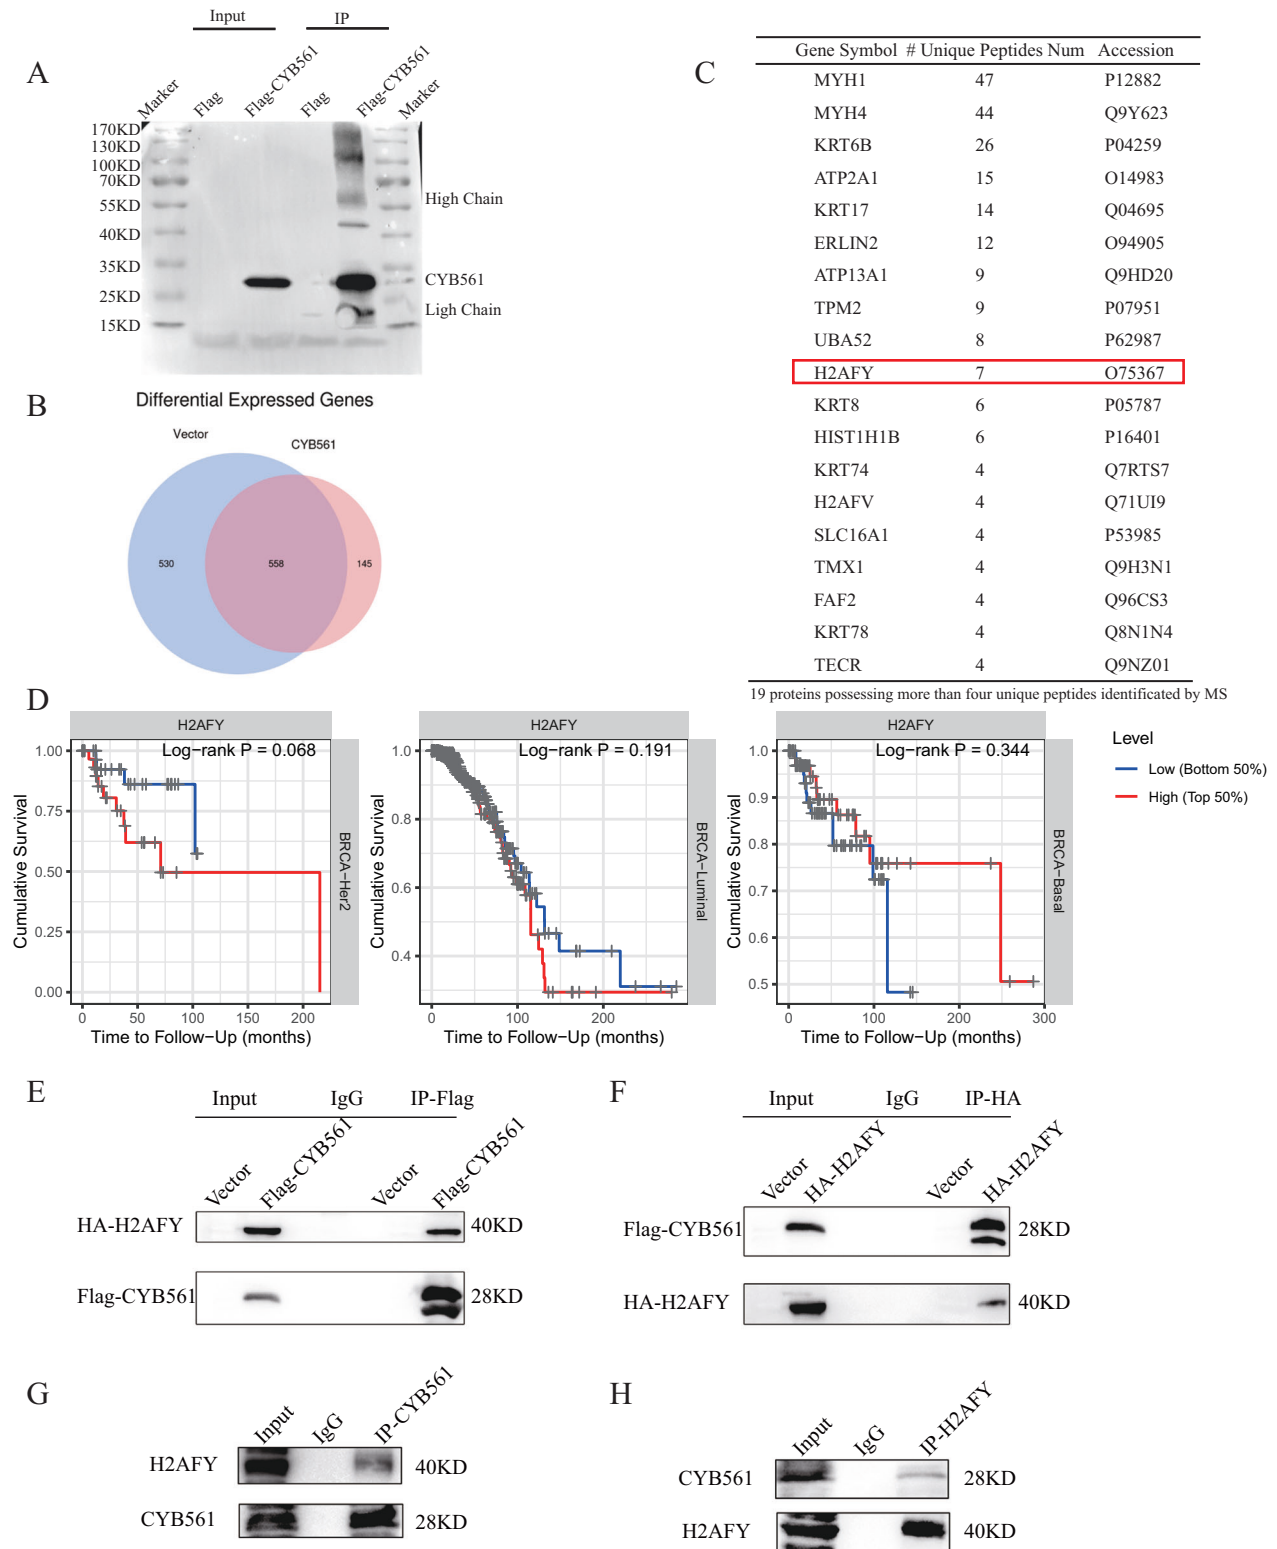 Input IP
A
Marker Flag Flag-CYB561 Flag Flag-CYB561 Marker
170KD
130KD
100KD
70KD
55KD
40KD
35KD
25KD
15KD
High Chain
CYB561
Ligh Chain
B
Differential Expressed Genes
Vector
CYB561
530 558 145
C
Gene Symbol # Unique Peptides Num Accession
MYH1 47 P12882
MYH4 44 Q9Y623
KRT6B 26 P04259
ATP2A1 15 O14983
KRT17 14 Q04695
ERLIN2 12 O94905
ATP13A1 9 Q9HD20
TPM2 9 P07951
UBA52 8 P62987
H2AFY 7 O75367
KRT8 6 P05787
HIST1H1B 6 P16401
KRT74 4 Q7RTS7
H2AFV 4 Q71UI9
SLC16A1 4 P53985
TMX1 4 Q9H3N1
FAF2 4 Q96CS3
KRT78 4 Q8N1N4
TECR 4 Q9NZ01
19 proteins possessing more than four unique peptides identificated by MS
D
H2AFY
Log-rank P = 0.068
1.00
0.75
0.50
0.25
0.00
Cumulative Survival
BRCA-Her2
0 50 100 150 200
Time to Follow-Up (months)
H2AFY
Log-rank P = 0.191
1.0
0.8
0.6
0.4
Cumulative Survival
BRCA-Luminal
0 100 200
Time to Follow-Up (months)
H2AFY
Log-rank P = 0.344
1.0
0.9
0.8
0.7
0.6
0.5
Cumulative Survival
BRCA-Basal
0 100 200 300
Time to Follow-Up (months)
Level
Low (Bottom 50%)
High (Top 50%)
E
Input IgG IP-Flag
Vector Flag-CYB561 Vector Flag-CYB561
HA-H2AFY 40KD
Flag-CYB561 28KD
F
Input IgG IP-HA
Vector HA-H2AFY Vector HA-H2AFY
Flag-CYB561 28KD
HA-H2AFY 40KD
G
Input IgG IP-CYB561
H2AFY 40KD
CYB561 28KD
H
Input IgG IP-H2AFY
CYB561 28KD
H2AFY 40KD